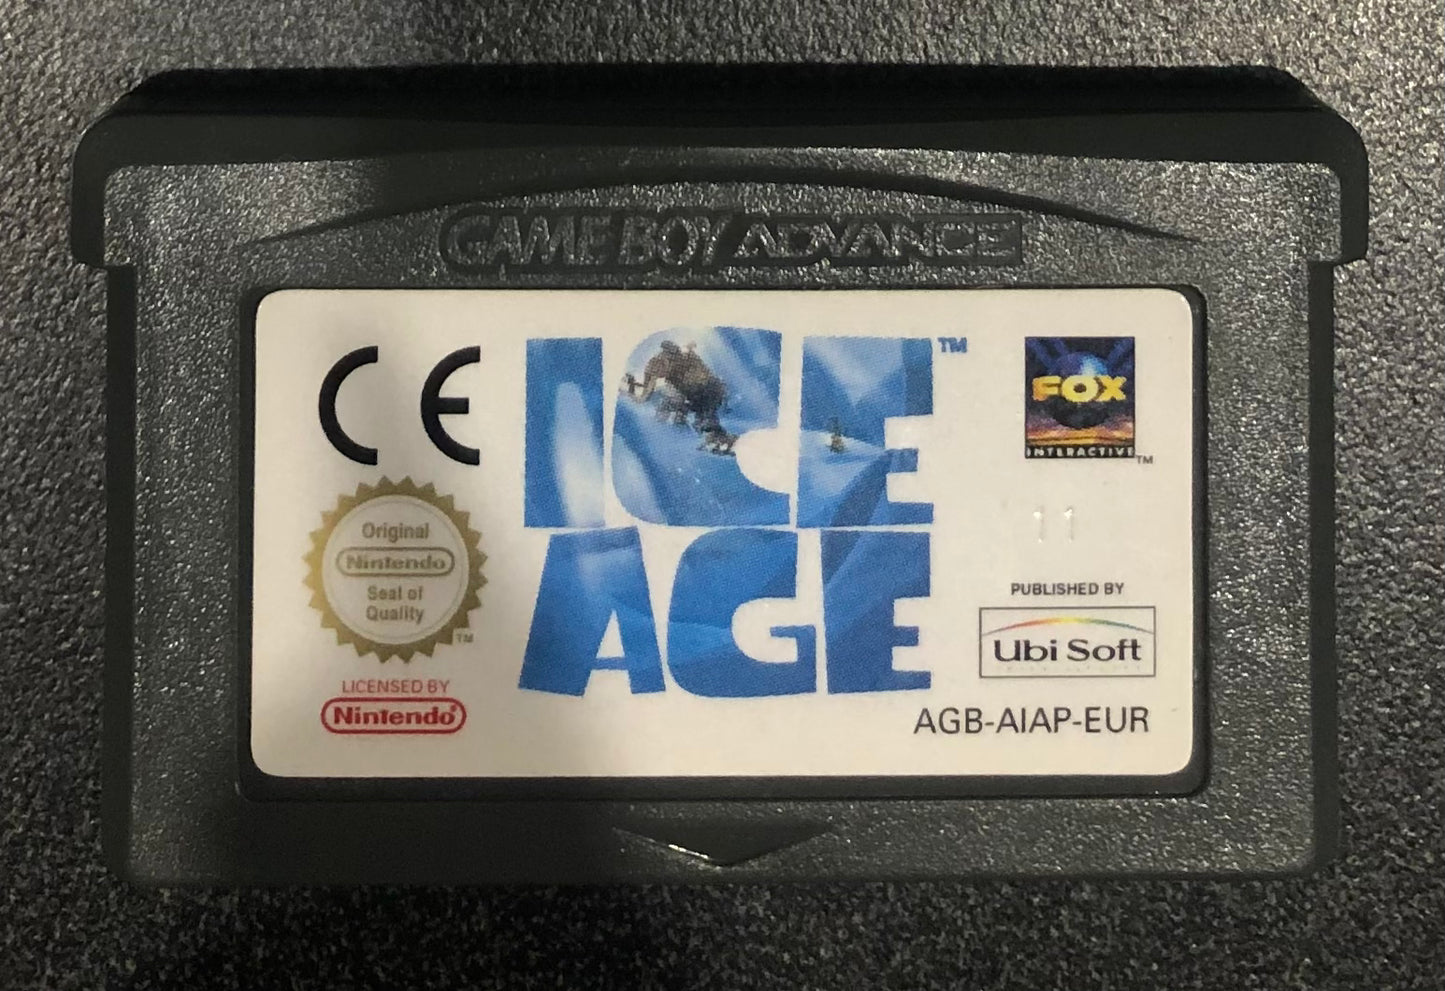 GAME BOY ADVANCE
CE
ICE
AGE
TM
FOX
INTERACTIVE
TM
11
Original
Nintendo
Seal of
Quality
TM
PUBLISHED BY
Ubi Soft
LICENSED BY
Nintendo®
AGB-AIAP-EUR